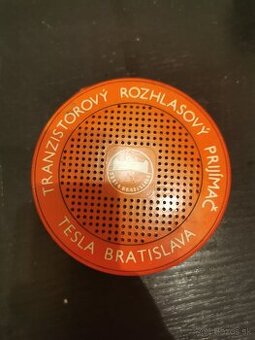 TRANZISTOROVÝ ROZHLASOVÝ PRIJÍMAČ
TESLA BRATISLAVA